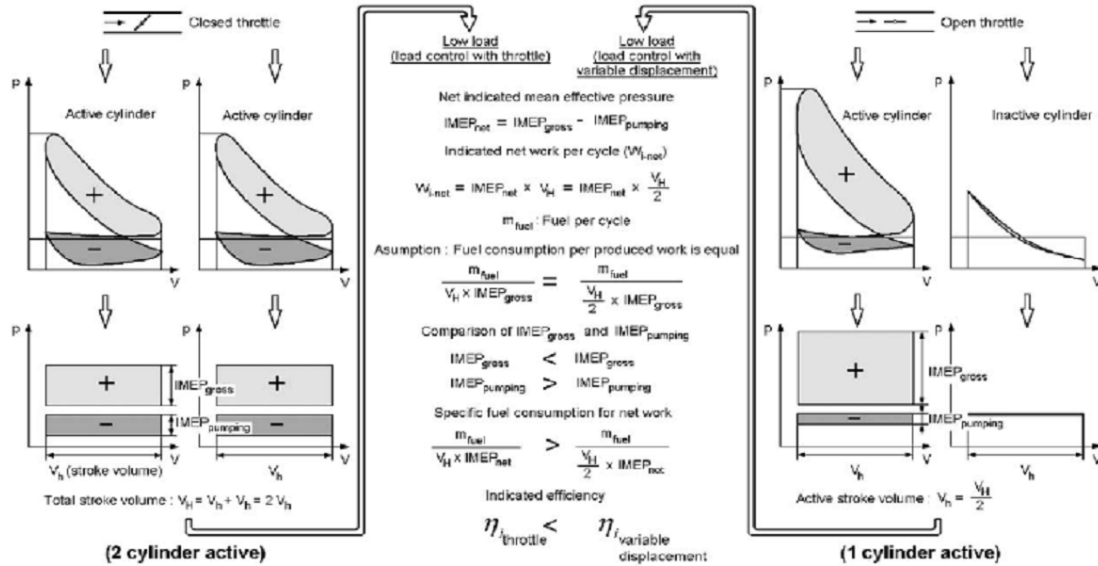 Closed throttle
P
Active cylinder
+
−
V
P
Active cylinder
+
−
V
P
+
−
IMEPgross
IMEPpumping
V
Vh (stroke volume)
P
+
−
V
Vh
Total stroke volume : VH = Vh + Vh = 2 Vh
(2 cylinder active)
Low load
(load control with throttle)
Low load
(load control with
variable displacement)
Net indicated mean effective pressure
IMEPnet = IMEPgross - IMEPpumping
Indicated net work per cycle (Wi-net)
Wi-net = IMEPnet × VH = IMEPnet × VH/2
mfuel : Fuel per cycle
Asumption : Fuel consumption per produced work is equal
mfuel / (VH × IMEPgross) = mfuel / (VH/2 × IMEPgross)
Comparison of IMEPgross and IMEPpumping
IMEPgross < IMEPgross
IMEPpumping > IMEPpumping
Specific fuel consumption for net work
mfuel / (VH × IMEPnet) > mfuel / (VH/2 × IMEPnet)
Indicated efficiency
ηi throttle < ηi variable displacement
Open throttle
P
Active cylinder
+
−
V
P
Inactive cylinder
V
P
+
−
IMEPgross
IMEPpumping
V
Vh
P
V
Vh
Active stroke volume : Vh = VH/2
(1 cylinder active)